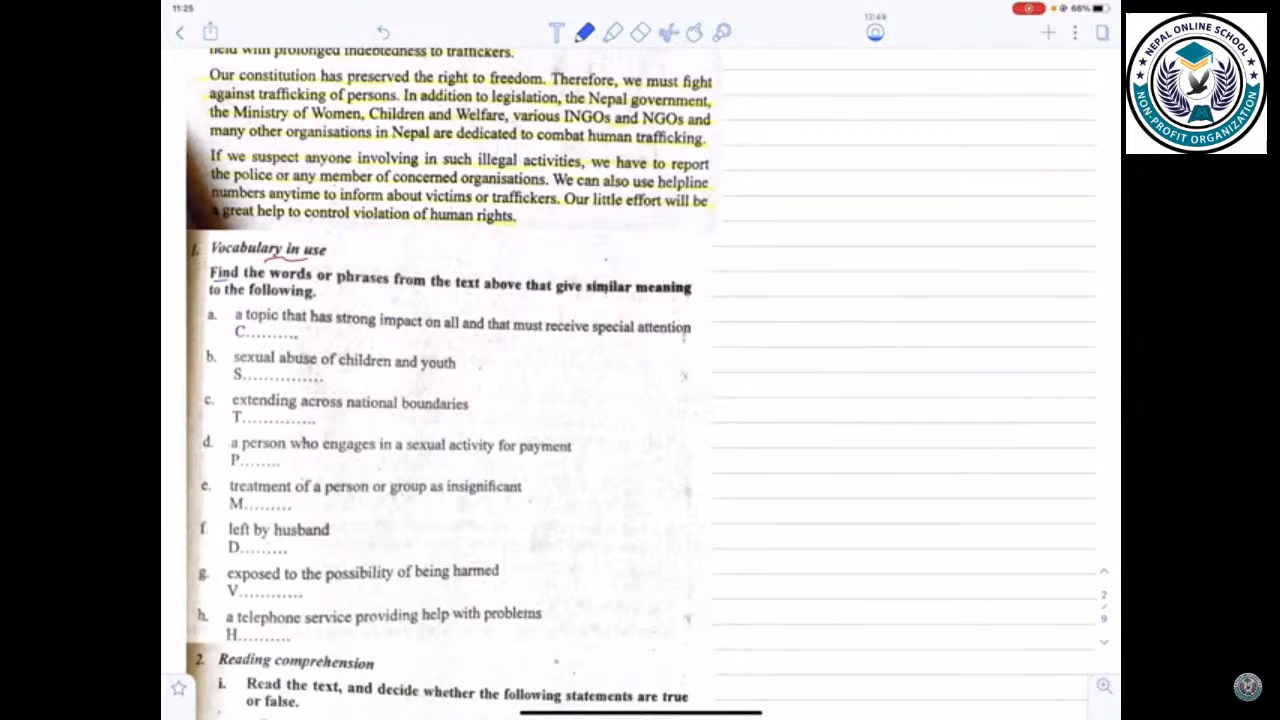 11:25
68%
12:49
T
held with prolonged indebtedness to traffickers.
Our constitution has preserved the right to freedom. Therefore, we must fight
against trafficking of persons. In addition to legislation, the Nepal government,
the Ministry of Women, Children and Welfare, various INGOs and NGOs and
many other organisations in Nepal are dedicated to combat human trafficking.
If we suspect anyone involving in such illegal activities, we have to report
the police or any member of concerned organisations. We can also use helpline
numbers anytime to inform about victims or traffickers. Our little effort will be
a great help to control violation of human rights.
1. Vocabulary in use
Find the words or phrases from the text above that give similar meaning
to the following.
a. a topic that has strong impact on all and that must receive special attention
C..........
b. sexual abuse of children and youth
S...............
c. extending across national boundaries
T..............
d. a person who engages in a sexual activity for payment
P........
e. treatment of a person or group as insignificant
M.........
f. left by husband
D.........
g. exposed to the possibility of being harmed
V............
h. a telephone service providing help with problems
H..........
2. Reading comprehension
i. Read the text, and decide whether the following statements are true
or false.
2
/
9
NEPAL ONLINE SCHOOL
NON-PROFIT ORGANIZATION